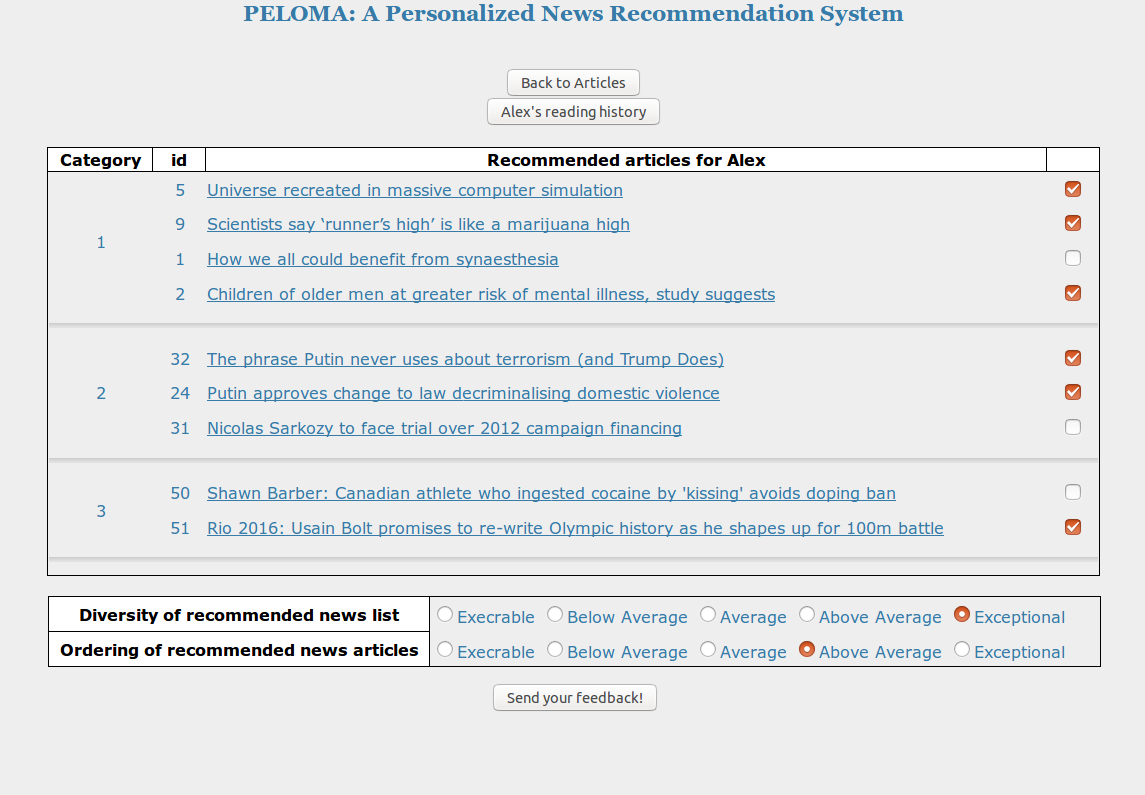 PELOMA: A Personalized News Recommendation System
Back to Articles
Alex's reading history
Category id Recommended articles for Alex
1
5 Universe recreated in massive computer simulation
9 Scientists say ‘runner’s high’ is like a marijuana high
1 How we all could benefit from synaesthesia
2 Children of older men at greater risk of mental illness, study suggests
2
32 The phrase Putin never uses about terrorism (and Trump Does)
24 Putin approves change to law decriminalising domestic violence
31 Nicolas Sarkozy to face trial over 2012 campaign financing
3
50 Shawn Barber: Canadian athlete who ingested cocaine by 'kissing' avoids doping ban
51 Rio 2016: Usain Bolt promises to re-write Olympic history as he shapes up for 100m battle
Diversity of recommended news list Execrable Below Average Average Above Average Exceptional
Ordering of recommended news articles Execrable Below Average Average Above Average Exceptional
Send your feedback!